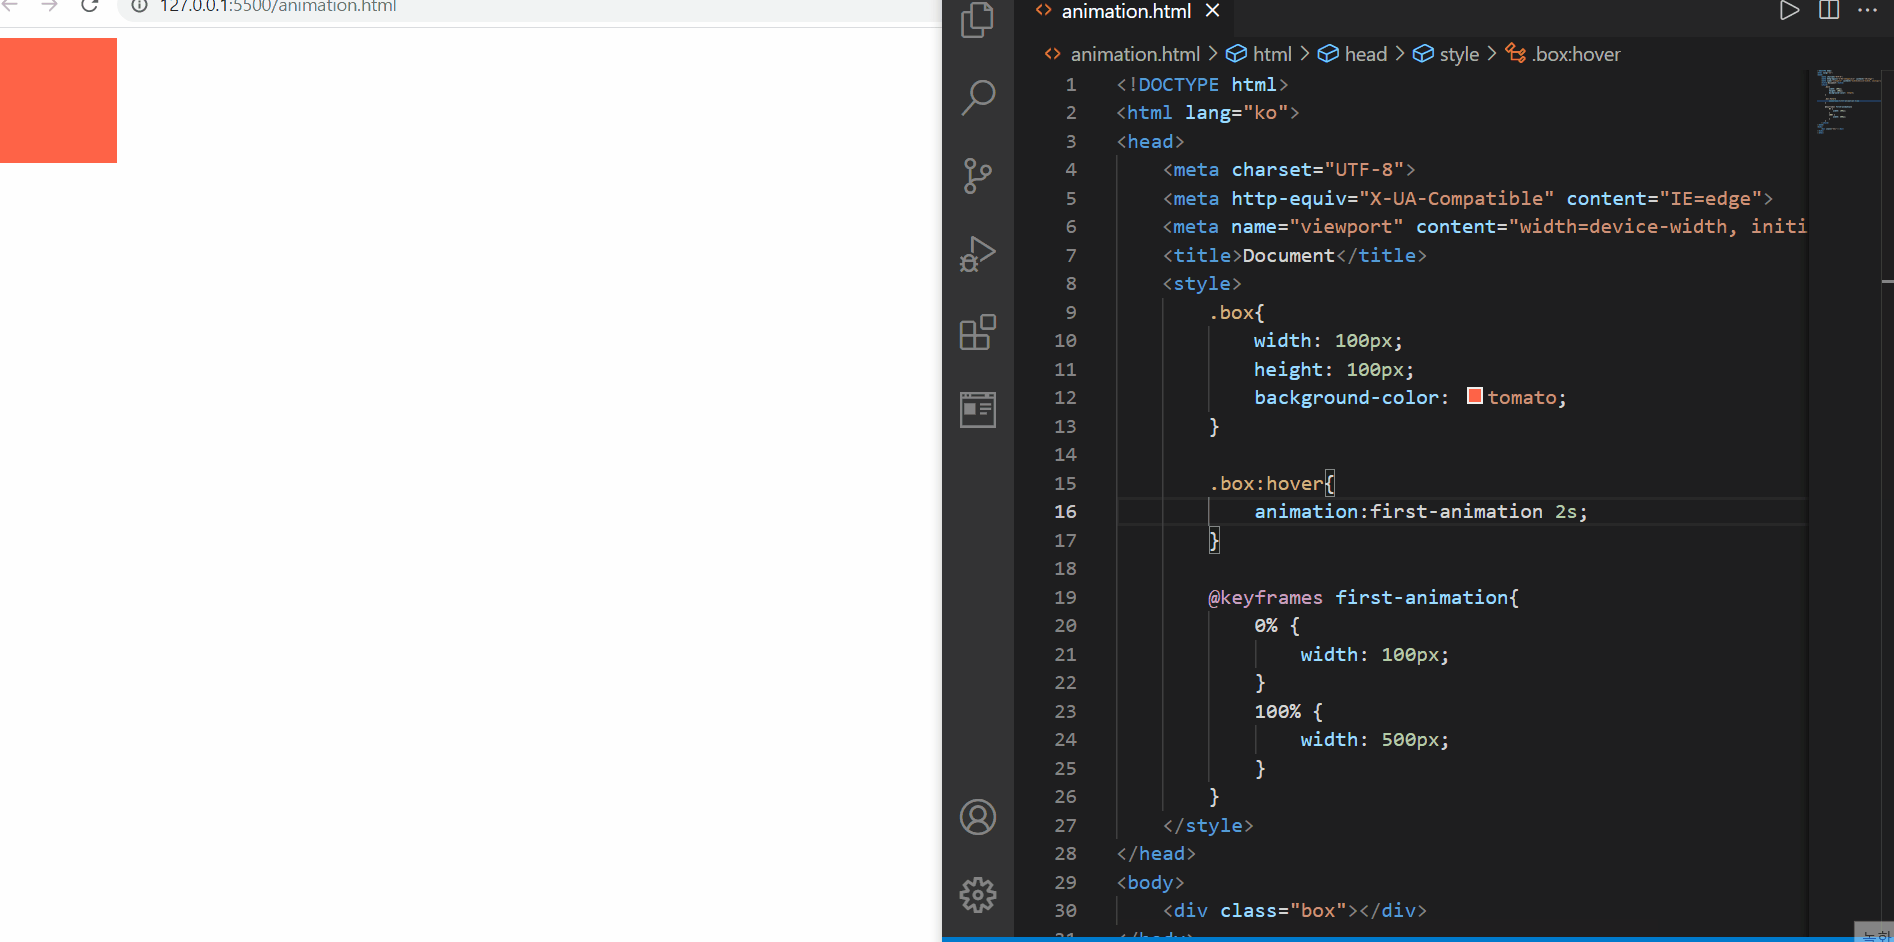 127.0.0.1:5500/animation.html
animation.html
animation.html > html > head > style > .box:hover
1 <!DOCTYPE html>
2 <html lang="ko">
3 <head>
4 <meta charset="UTF-8">
5 <meta http-equiv="X-UA-Compatible" content="IE=edge">
6 <meta name="viewport" content="width=device-width, initi
7 <title>Document</title>
8 <style>
9 .box{
10 width: 100px;
11 height: 100px;
12 background-color: tomato;
13 }
14
15 .box:hover{
16 animation:first-animation 2s;
17 }
18
19 @keyframes first-animation{
20 0% {
21 width: 100px;
22 }
23 100% {
24 width: 500px;
25 }
26 }
27 </style>
28 </head>
29 <body>
30 <div class="box"></div>
31 </body>